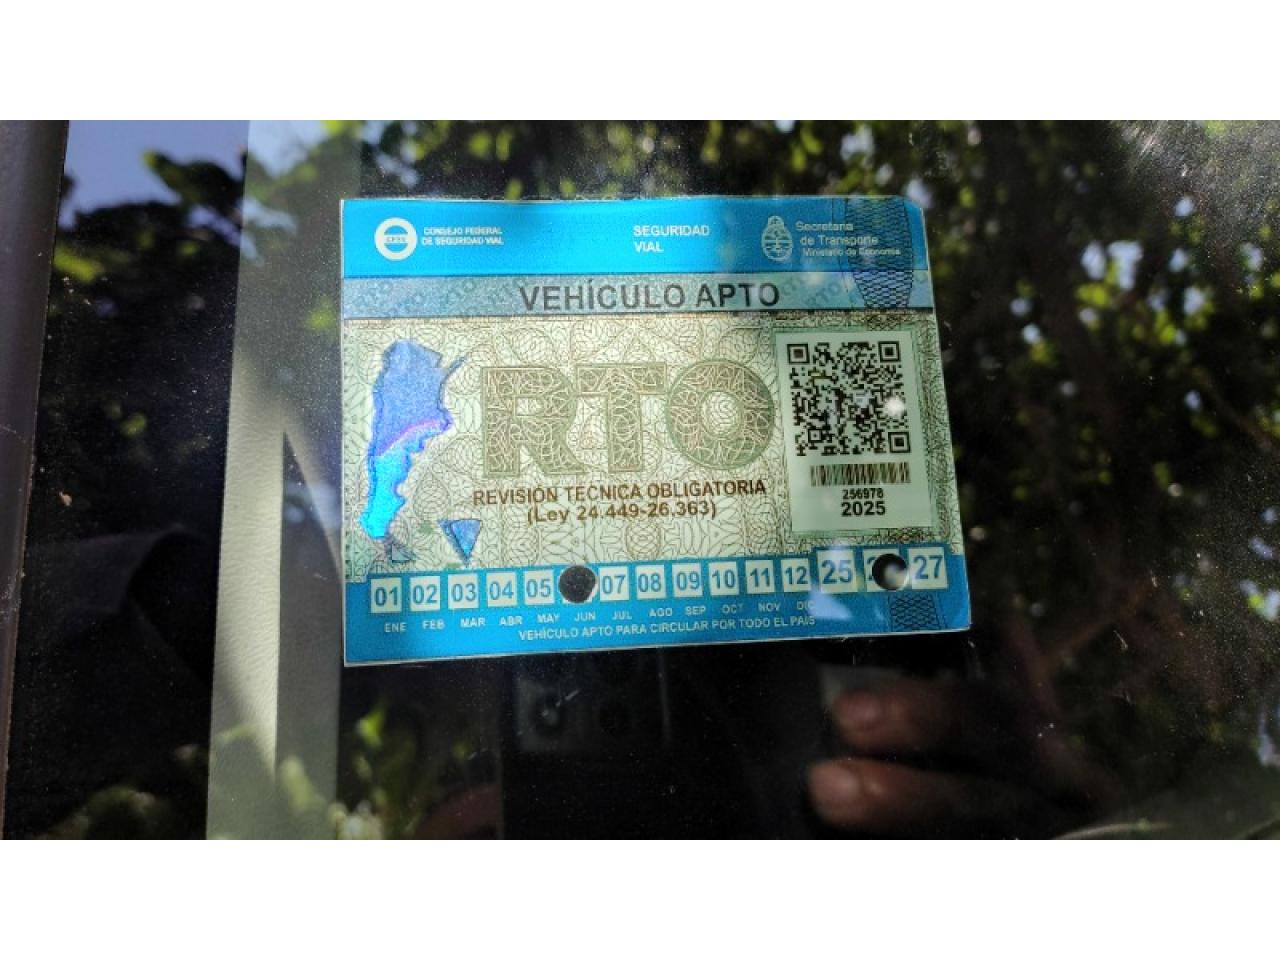 CONSEJO FEDERAL
DE SEGURIDAD VIAL
SEGURIDAD
VIAL
Secretaría
de Transporte
Ministerio de Economía
VEHÍCULO APTO
RTO
REVISIÓN TÉCNICA OBLIGATORIA
(Ley 24.449-26.363)
256978
2025
01 02 03 04 05 07 08 09 10 11 12 25 27
ENE FEB MAR ABR MAY JUN JUL AGO SEP OCT NOV DIC
VEHÍCULO APTO PARA CIRCULAR POR TODO EL PAÍS